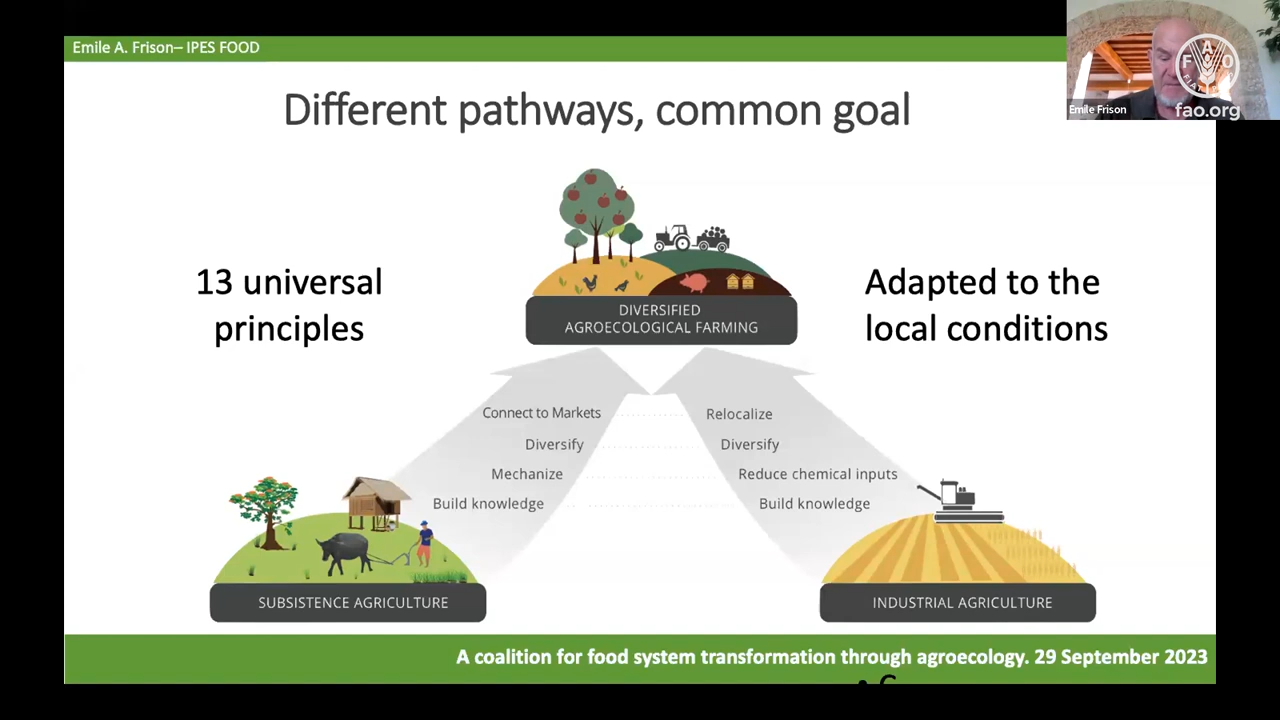 Emile A. Frison– IPES FOOD
Emile Frison
F A O
FIAT PANIS
fao.org
Different pathways, common goal
13 universal
principles
Adapted to the
local conditions
DIVERSIFIED
AGROECOLOGICAL FARMING
Connect to Markets
Diversify
Mechanize
Build knowledge
Relocalize
Diversify
Reduce chemical inputs
Build knowledge
SUBSISTENCE AGRICULTURE
INDUSTRIAL AGRICULTURE
A coalition for food system transformation through agroecology. 29 September 2023